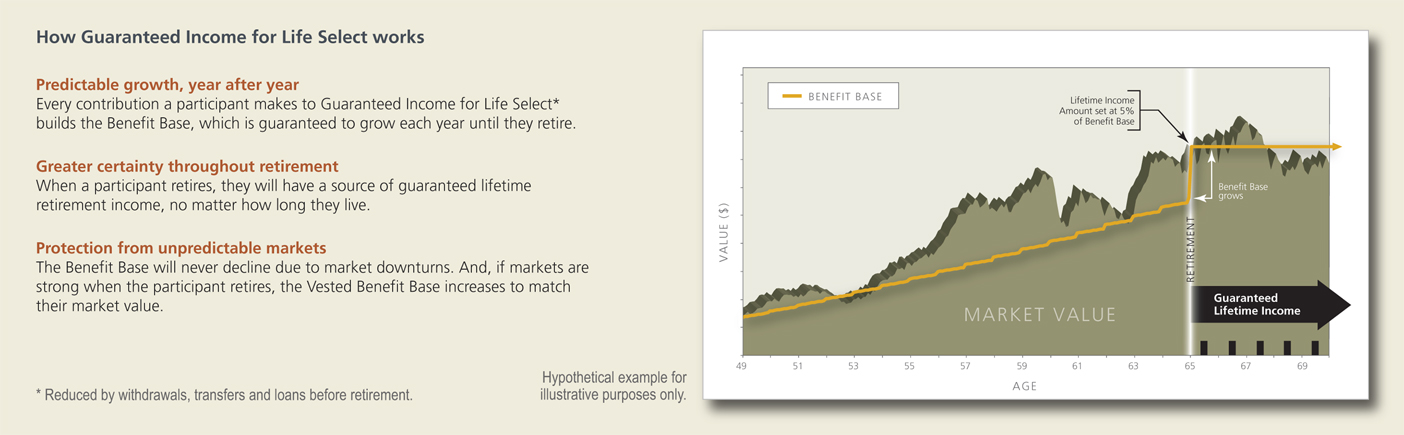 How Guaranteed Income for Life Select works
Predictable growth, year after year
Every contribution a participant makes to Guaranteed Income for Life Select*
builds the Benefit Base, which is guaranteed to grow each year until they retire.
Greater certainty throughout retirement
When a participant retires, they will have a source of guaranteed lifetime
retirement income, no matter how long they live.
Protection from unpredictable markets
The Benefit Base will never decline due to market downturns. And, if markets are
strong when the participant retires, the Vested Benefit Base increases to match
their market value.
* Reduced by withdrawals, transfers and loans before retirement.
Hypothetical example for
illustrative purposes only.
BENEFIT BASE
Lifetime Income
Amount set at 5%
of Benefit Base
Benefit Base
grows
VALUE ($)
RETIREMENT
MARKET VALUE
Guaranteed
Lifetime Income
49 51 53 55 57 59 61 63 65 67 69
AGE